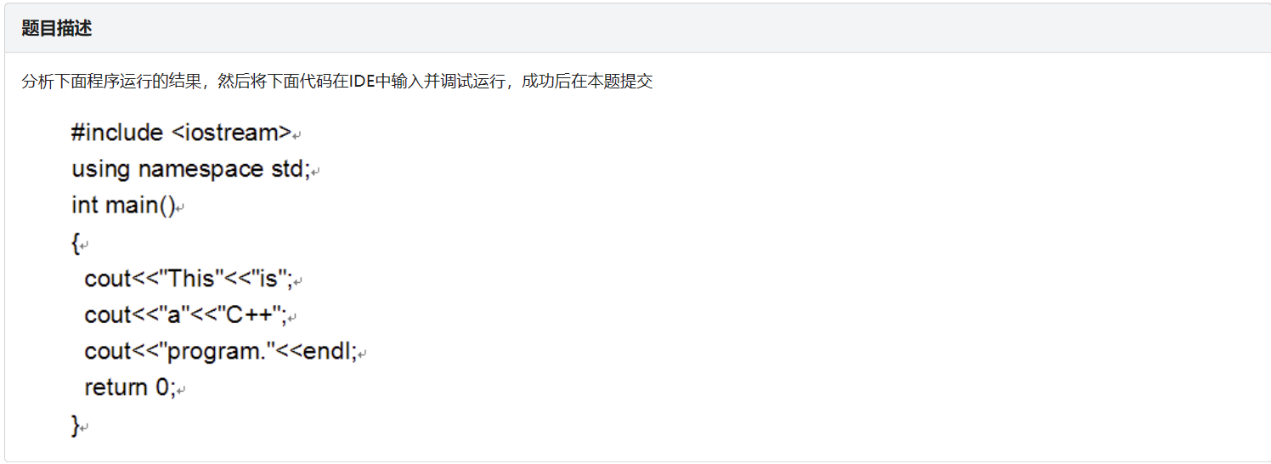 题目描述
分析下面程序运行的结果，然后将下面代码在IDE中输入并调试运行，成功后在本题提交
#include <iostream>↵
using namespace std;↵
int main()↵
{↵
cout<<"This"<<"is";↵
cout<<"a"<<"C++";↵
cout<<"program."<<endl;↵
return 0;↵
}↵